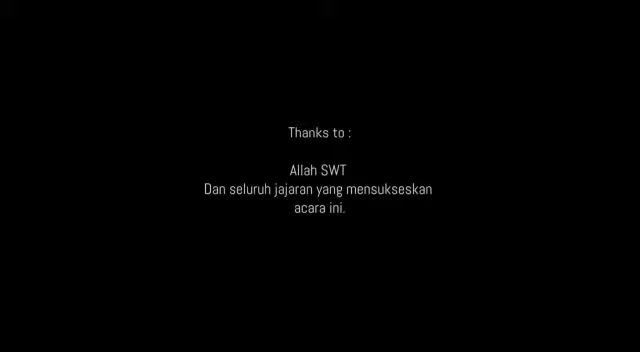 Thanks to :
Allah SWT
Dan seluruh jajaran yang mensukseskan
acara ini.